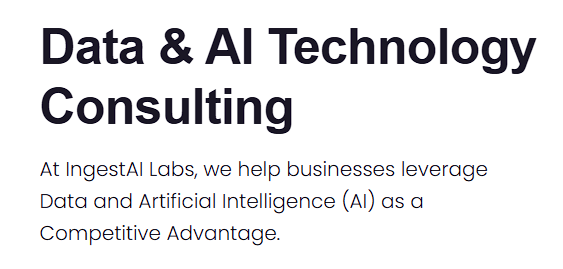 Data & AI Technology
Consulting
At IngestAI Labs, we help businesses leverage
Data and Artificial Intelligence (AI) as a
Competitive Advantage.